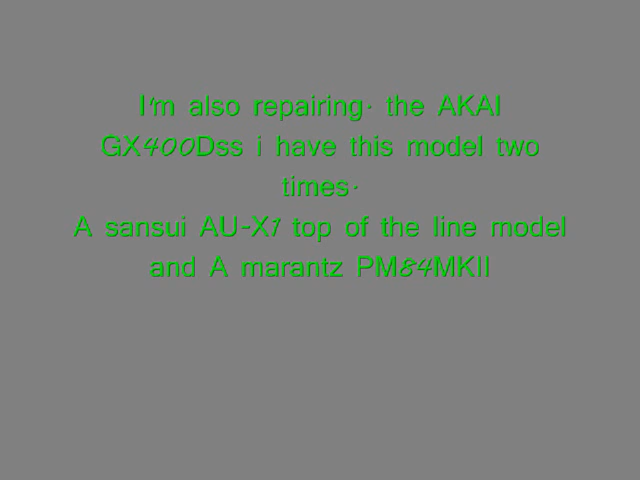 I'm also repairing. the AKAI
GX400Dss i have this model two
times.
A sansui AU-X1 top of the line model
and A marantz PM84MKII